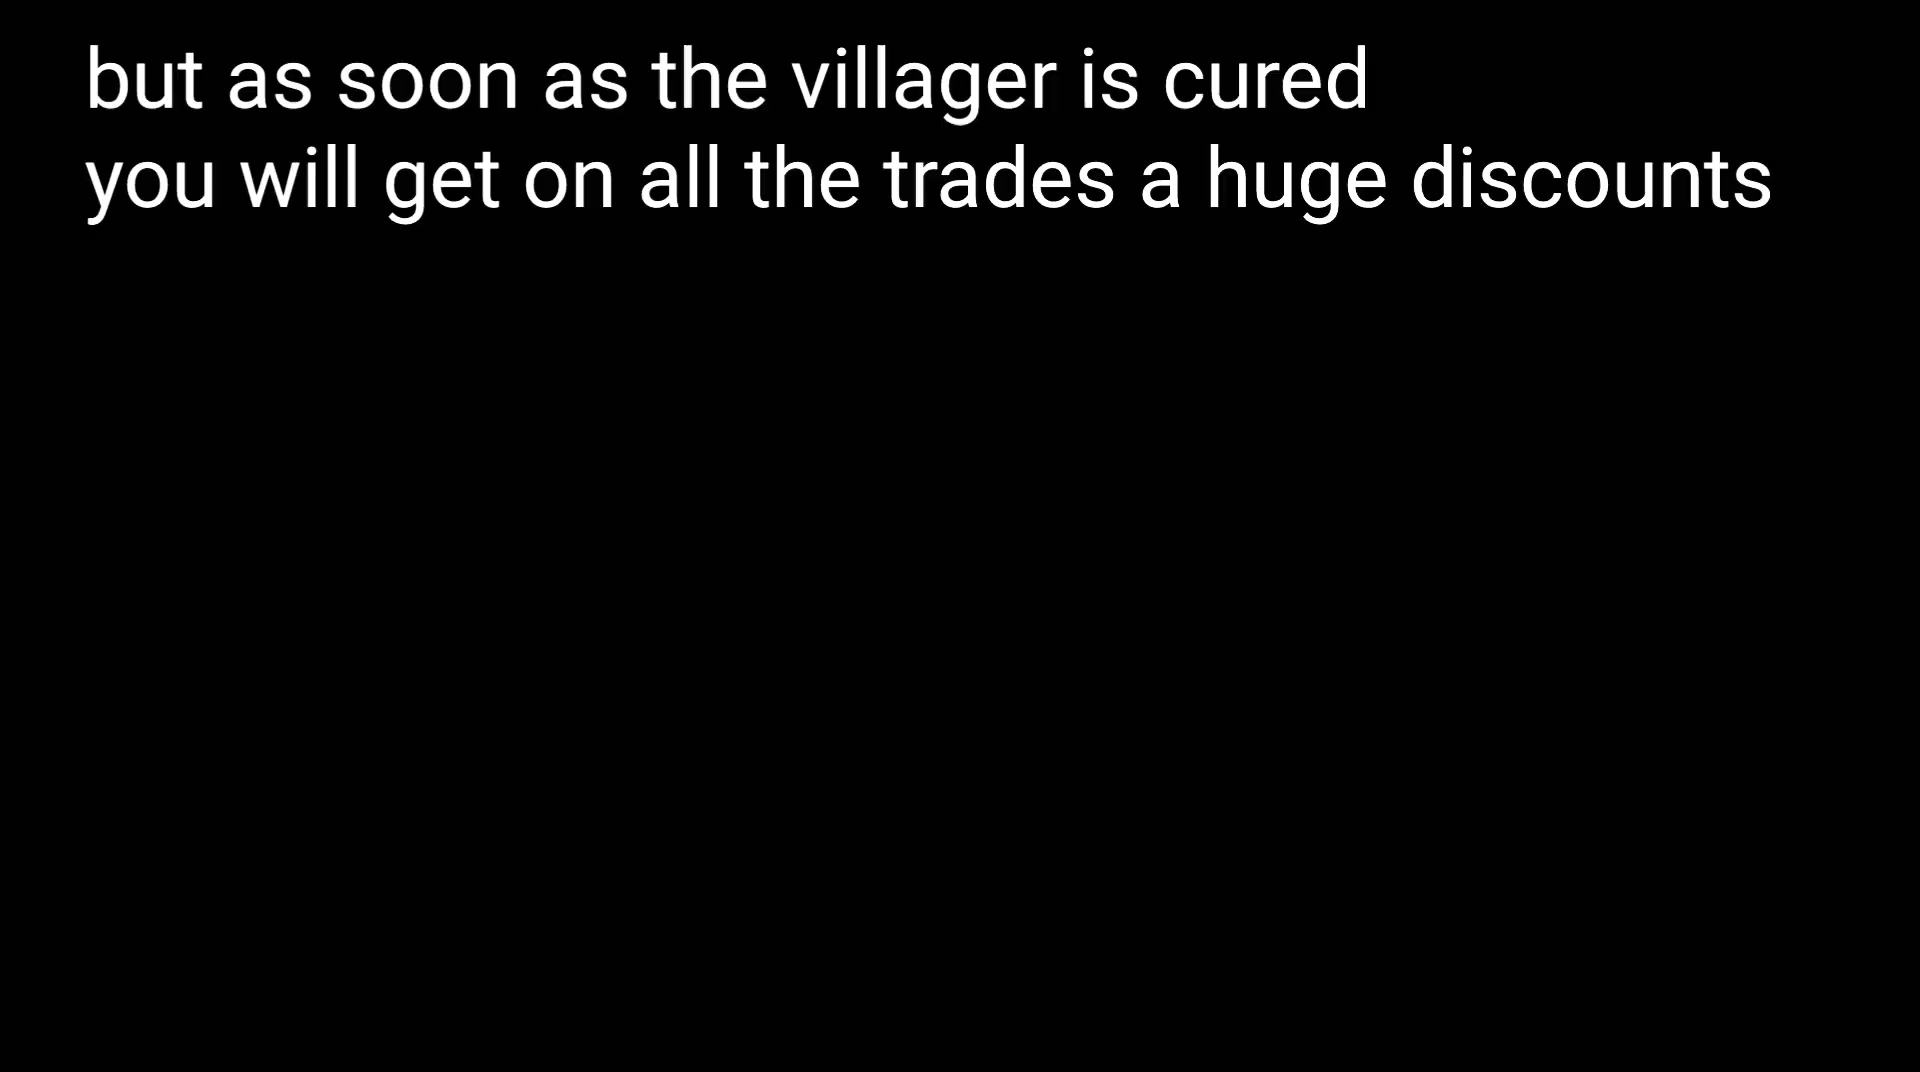 but as soon as the villager is cured
you will get on all the trades a huge discounts